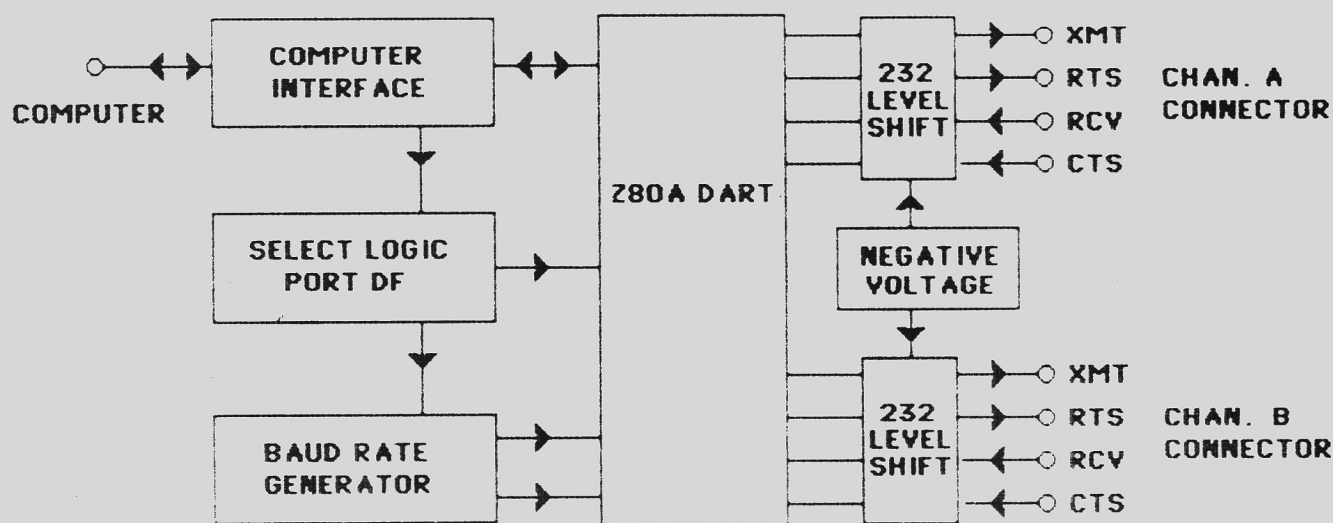 COMPUTER
INTERFACE
COMPUTER
SELECT LOGIC
PORT DF
BAUD RATE
GENERATOR
Z80A DART
232
LEVEL
SHIFT
XMT
RTS
RCV
CTS
CHAN. A
CONNECTOR
NEGATIVE
VOLTAGE
232
LEVEL
SHIFT
XMT
RTS
RCV
CTS
CHAN. B
CONNECTOR